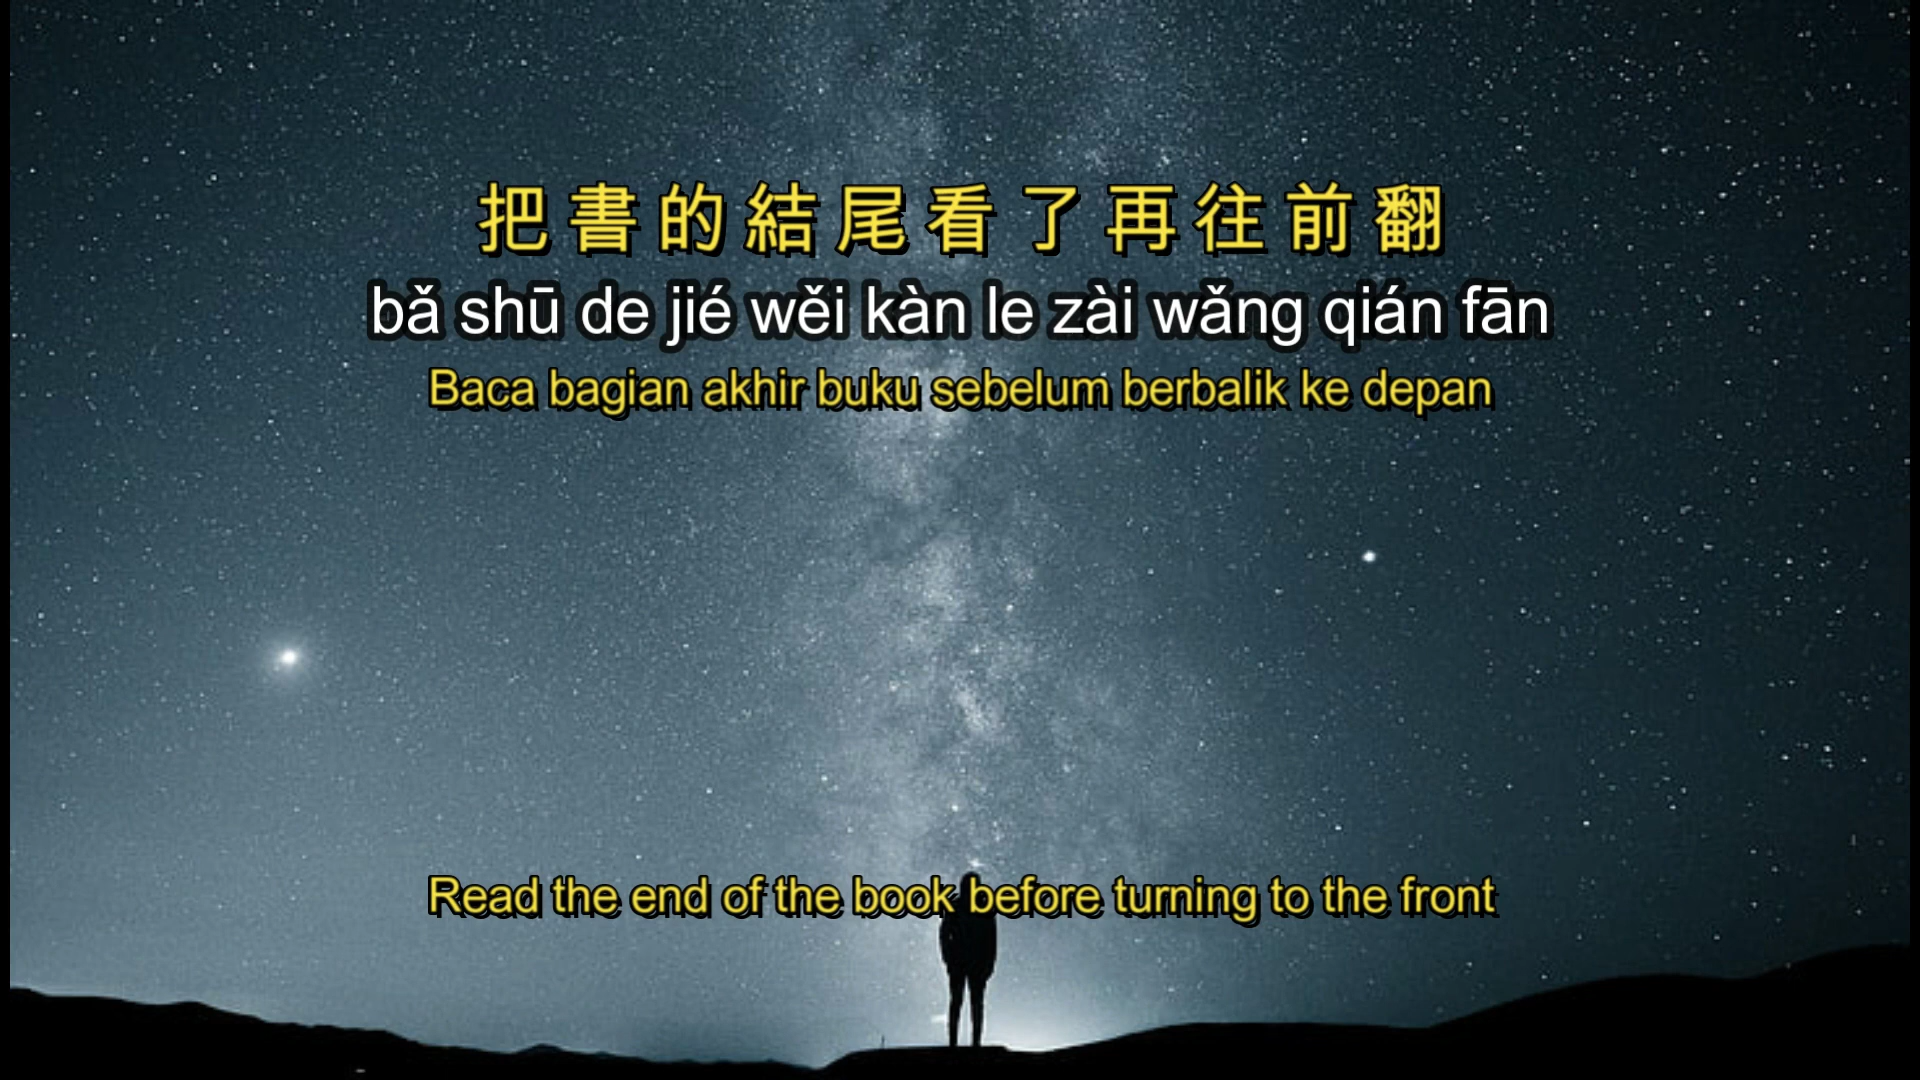 把書的結尾看了再往前翻
bǎ shū de jié wěi kàn le zài wǎng qián fān
Baca bagian akhir buku sebelum berbalik ke depan
Read the end of the book before turning to the front